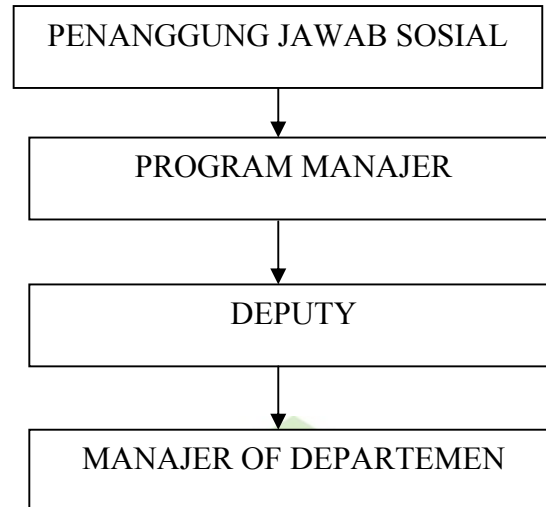 PENANGGUNG JAWAB SOSIAL
PROGRAM MANAJER
DEPUTY
MANAJER OF DEPARTEMEN